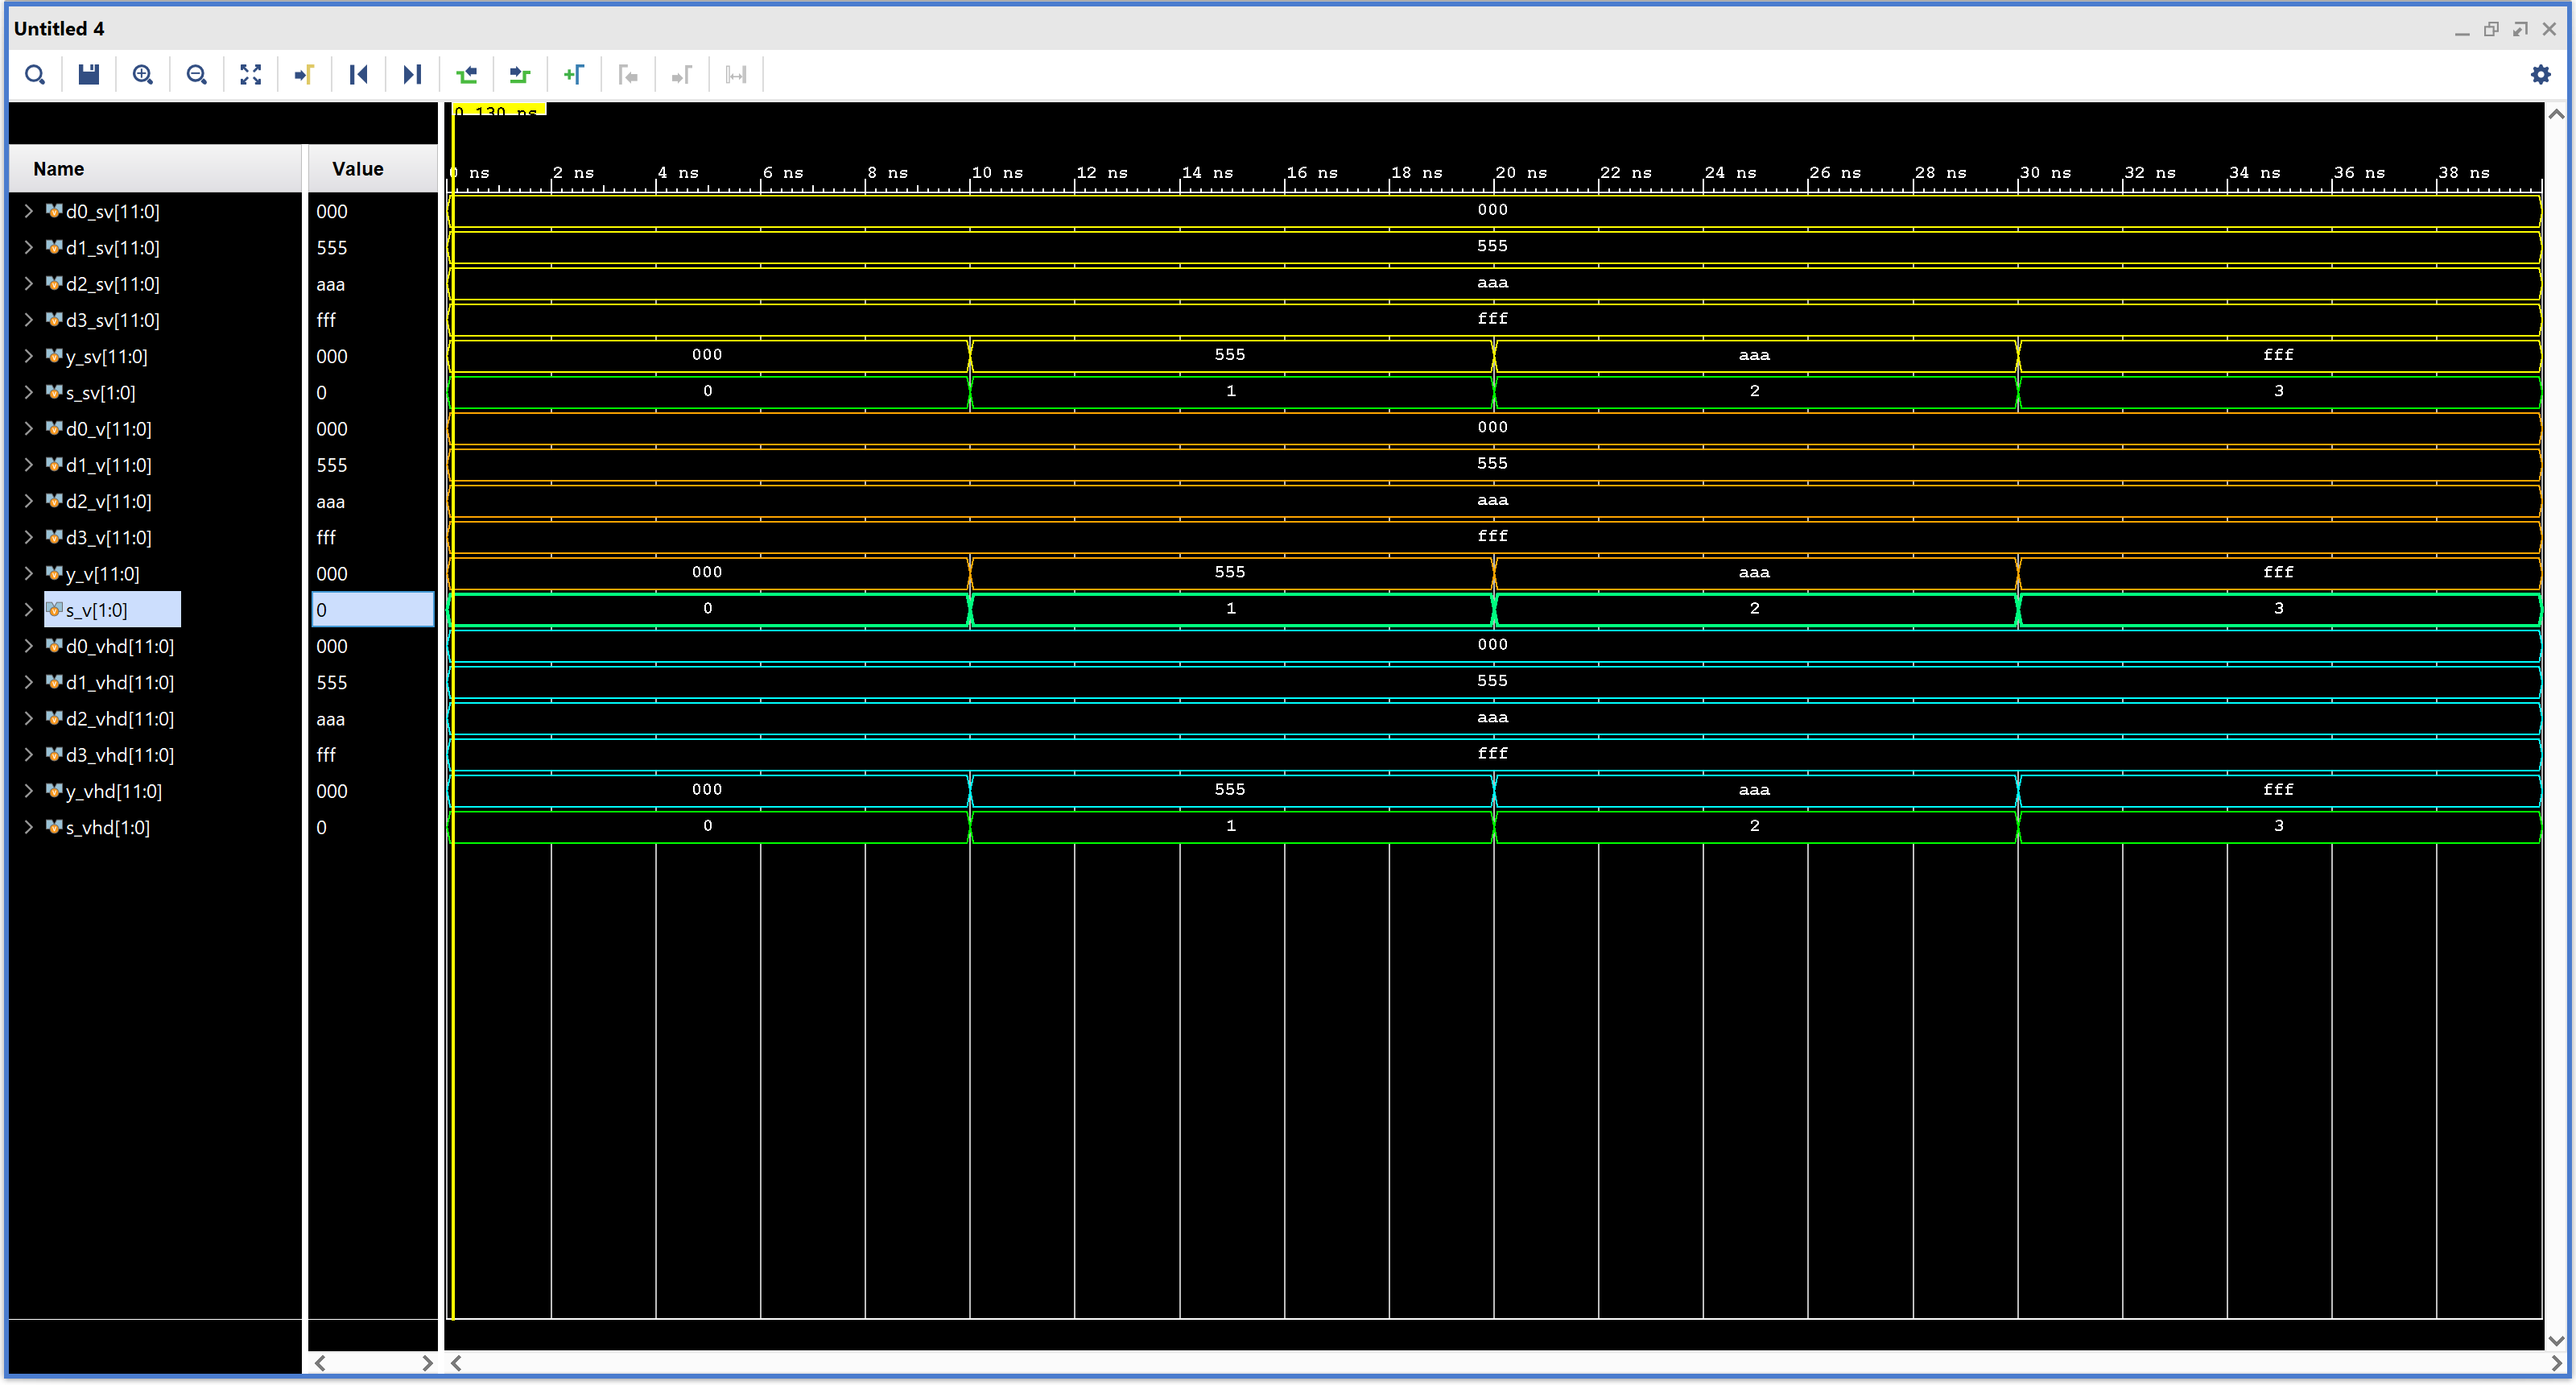 Untitled 4
0.130 ns
Name Value
0 ns 2 ns 4 ns 6 ns 8 ns 10 ns 12 ns 14 ns 16 ns 18 ns 20 ns 22 ns 24 ns 26 ns 28 ns 30 ns 32 ns 34 ns 36 ns 38 ns
d0_sv[11:0] 000 000
d1_sv[11:0] 555 555
d2_sv[11:0] aaa aaa
d3_sv[11:0] fff fff
y_sv[11:0] 000 000 555 aaa fff
s_sv[1:0] 0 0 1 2 3
d0_v[11:0] 000 000
d1_v[11:0] 555 555
d2_v[11:0] aaa aaa
d3_v[11:0] fff fff
y_v[11:0] 000 000 555 aaa fff
s_v[1:0] 0 0 1 2 3
d0_vhd[11:0] 000 000
d1_vhd[11:0] 555 555
d2_vhd[11:0] aaa aaa
d3_vhd[11:0] fff fff
y_vhd[11:0] 000 000 555 aaa fff
s_vhd[1:0] 0 0 1 2 3